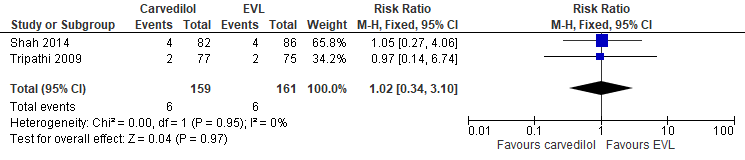 Carvedilol EVL Risk Ratio Risk Ratio
Study or Subgroup Events Total Events Total Weight M-H, Fixed, 95% CI M-H, Fixed, 95% CI
Shah 2014 4 82 4 86 65.8% 1.05 [0.27, 4.06]
Tripathi 2009 2 77 2 75 34.2% 0.97 [0.14, 6.74]
Total (95% CI) 159 161 100.0% 1.02 [0.34, 3.10]
Total events 6 6
Heterogeneity: Chi² = 0.00, df = 1 (P = 0.95); I² = 0%
Test for overall effect: Z = 0.04 (P = 0.97)
0.01 0.1 1 10 100
Favours carvedilol Favours EVL